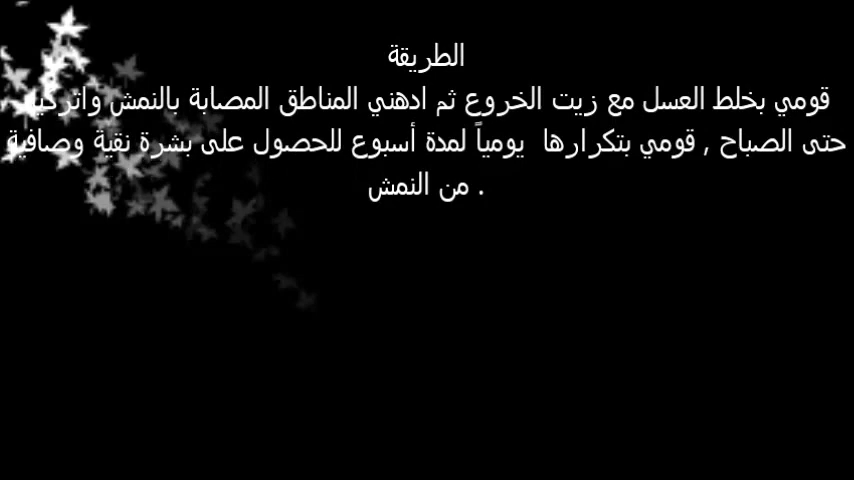 الطريقة
قومي بخلط العسل مع زيت الخروع ثم ادهني المناطق المصابة بالنمش واتركيها
حتى الصباح , قومي بتكرارها يومياً لمدة أسبوع للحصول على بشرة نقية وصافية
من النمش .